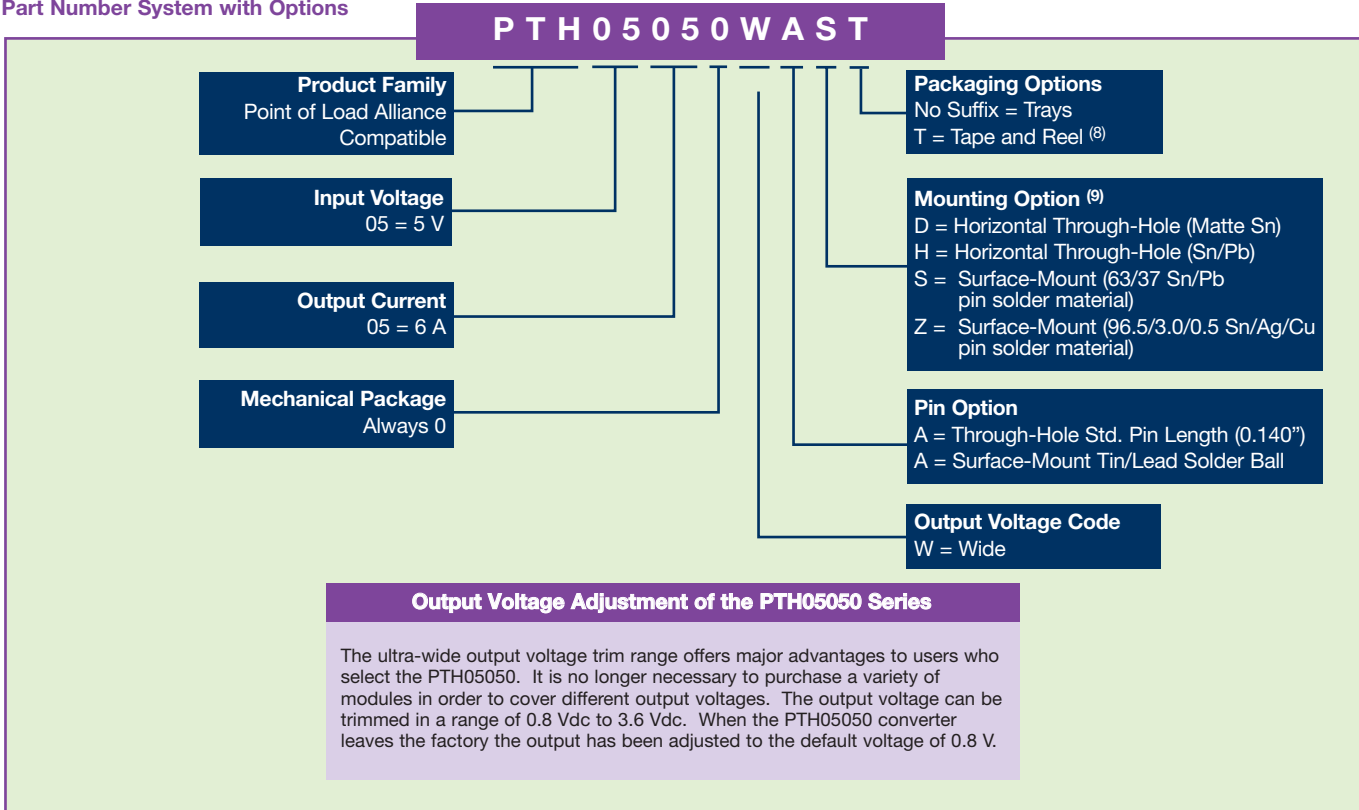 Part Number System with Options
PTH05050WAST
Product Family
Point of Load Alliance
Compatible
Input Voltage
05 = 5 V
Output Current
05 = 6 A
Mechanical Package
Always 0
Packaging Options
No Suffix = Trays
T = Tape and Reel (8)
Mounting Option (9)
D = Horizontal Through-Hole (Matte Sn)
H = Horizontal Through-Hole (Sn/Pb)
S = Surface-Mount (63/37 Sn/Pb
pin solder material)
Z = Surface-Mount (96.5/3.0/0.5 Sn/Ag/Cu
pin solder material)
Pin Option
A = Through-Hole Std. Pin Length (0.140”)
A = Surface-Mount Tin/Lead Solder Ball
Output Voltage Code
W = Wide
Output Voltage Adjustment of the PTH05050 Series
The ultra-wide output voltage trim range offers major advantages to users who
select the PTH05050. It is no longer necessary to purchase a variety of
modules in order to cover different output voltages. The output voltage can be
trimmed in a range of 0.8 Vdc to 3.6 Vdc. When the PTH05050 converter
leaves the factory the output has been adjusted to the default voltage of 0.8 V.